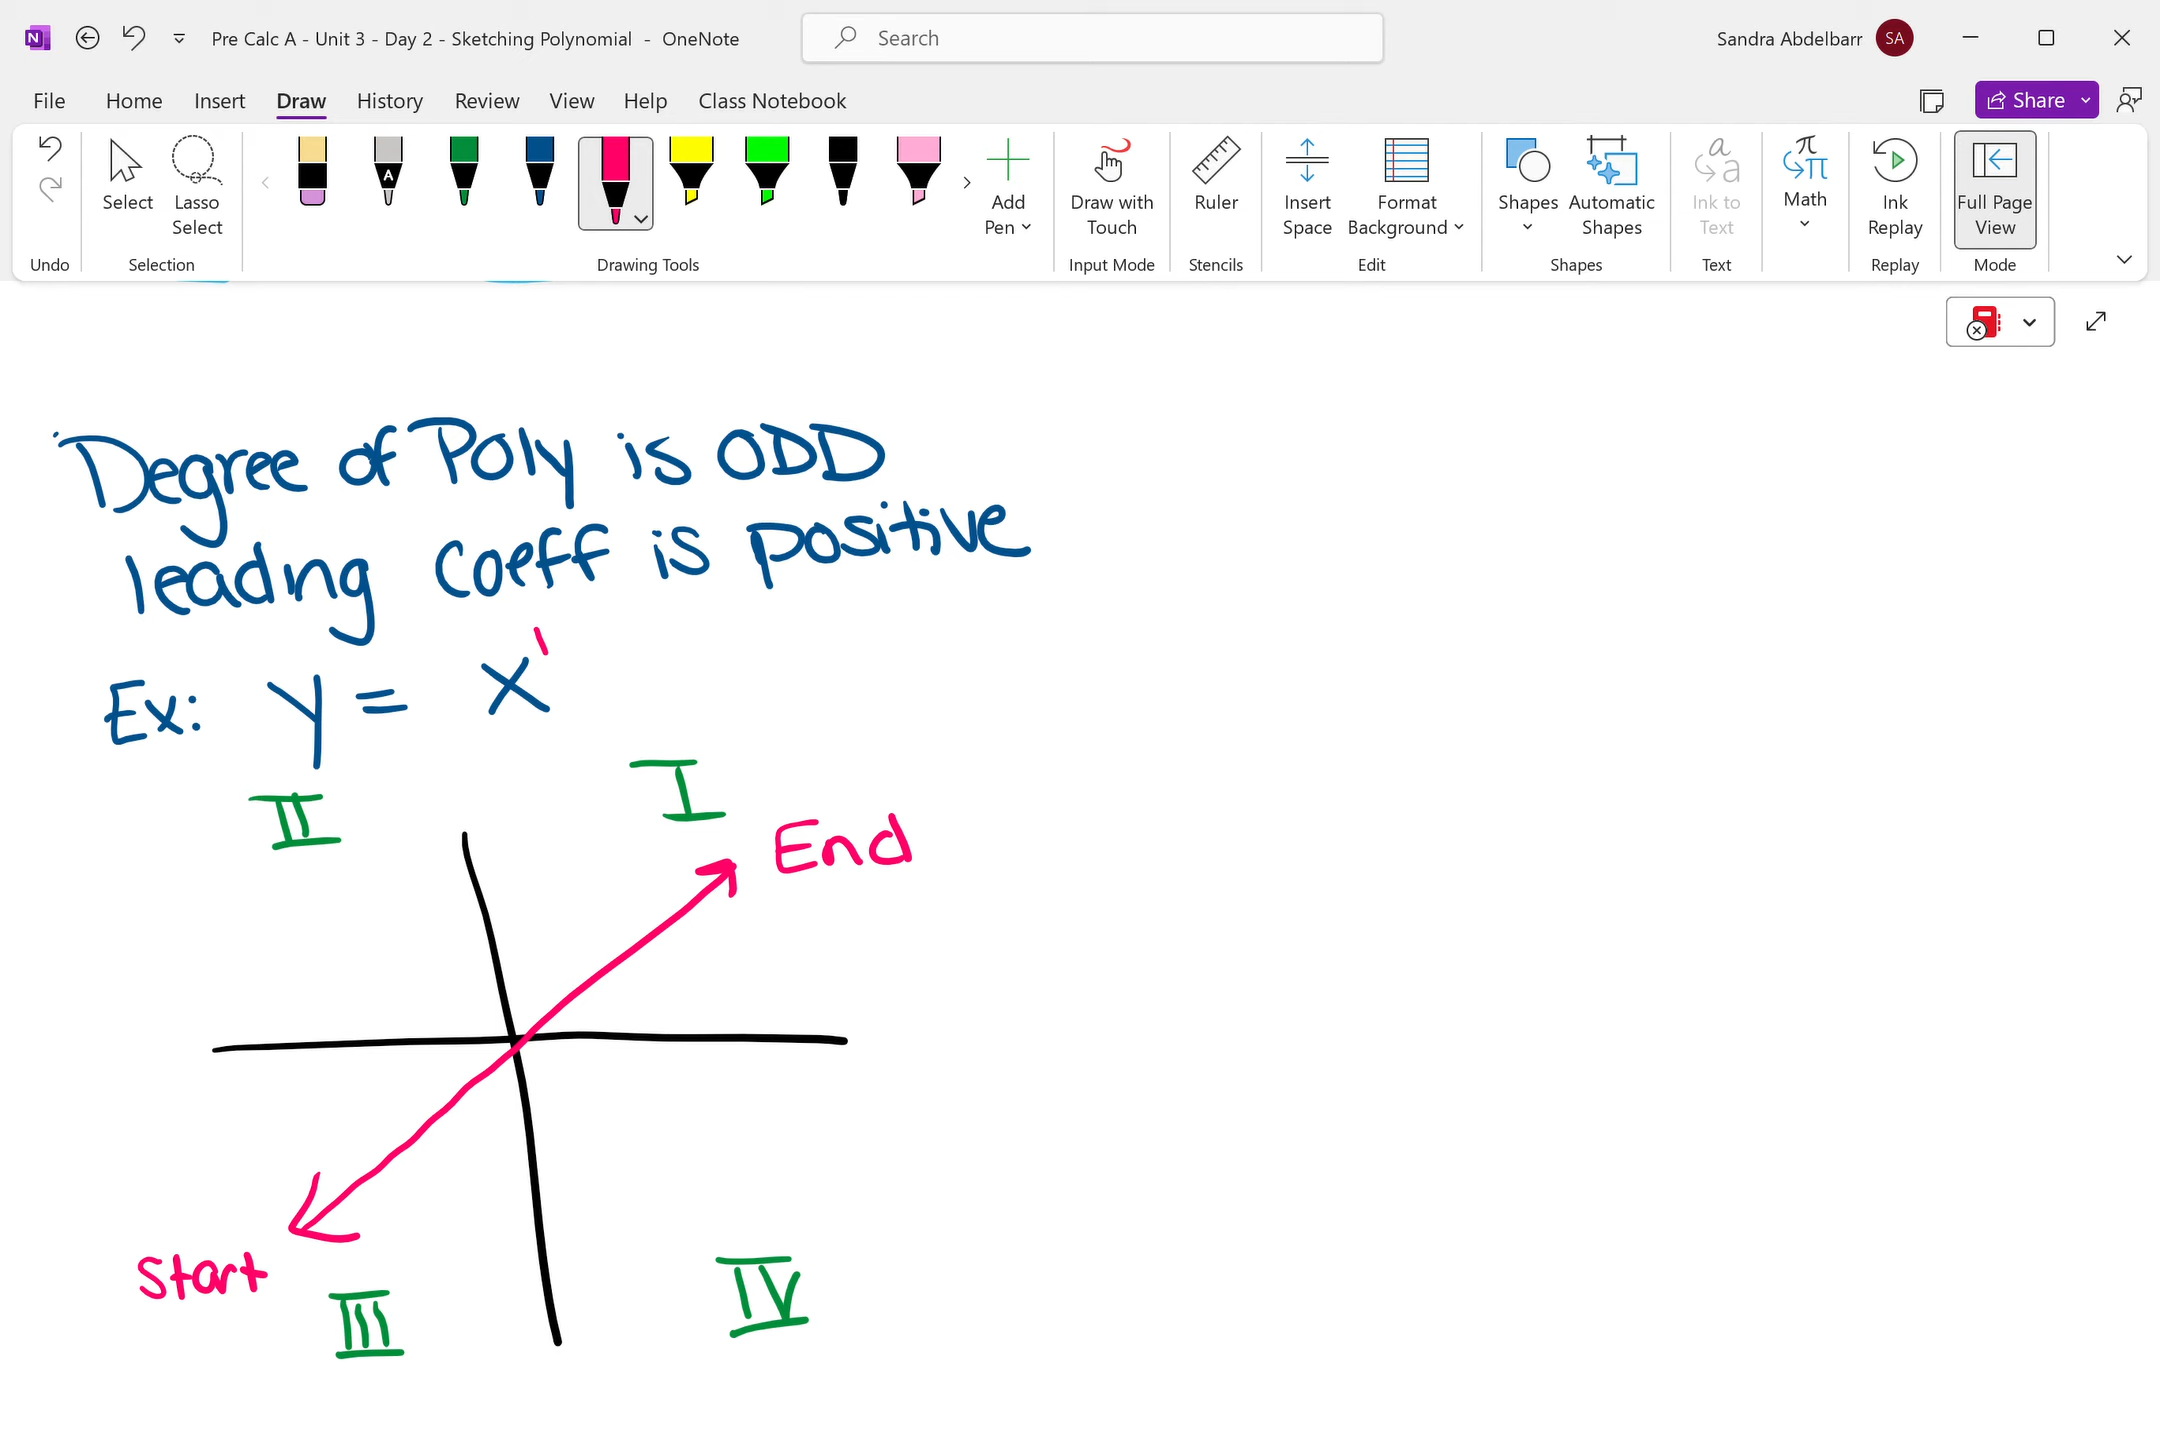 Pre Calc A - Unit 3 - Day 2 - Sketching Polynomial - OneNote
Search
Sandra Abdelbarr
SA
File Home Insert Draw History Review View Help Class Notebook
Share
Select
Lasso Select
A
Add Pen
Draw with Touch
Ruler
Insert Space
Format Background
Shapes
Automatic Shapes
Ink to Text
Math
Ink Replay
Full Page View
Undo Selection Drawing Tools Input Mode Stencils Edit Shapes Text Replay Mode
Degree of Poly is ODD
leading coeff is positive
Ex: y = x¹
II I
End
Start
III IV